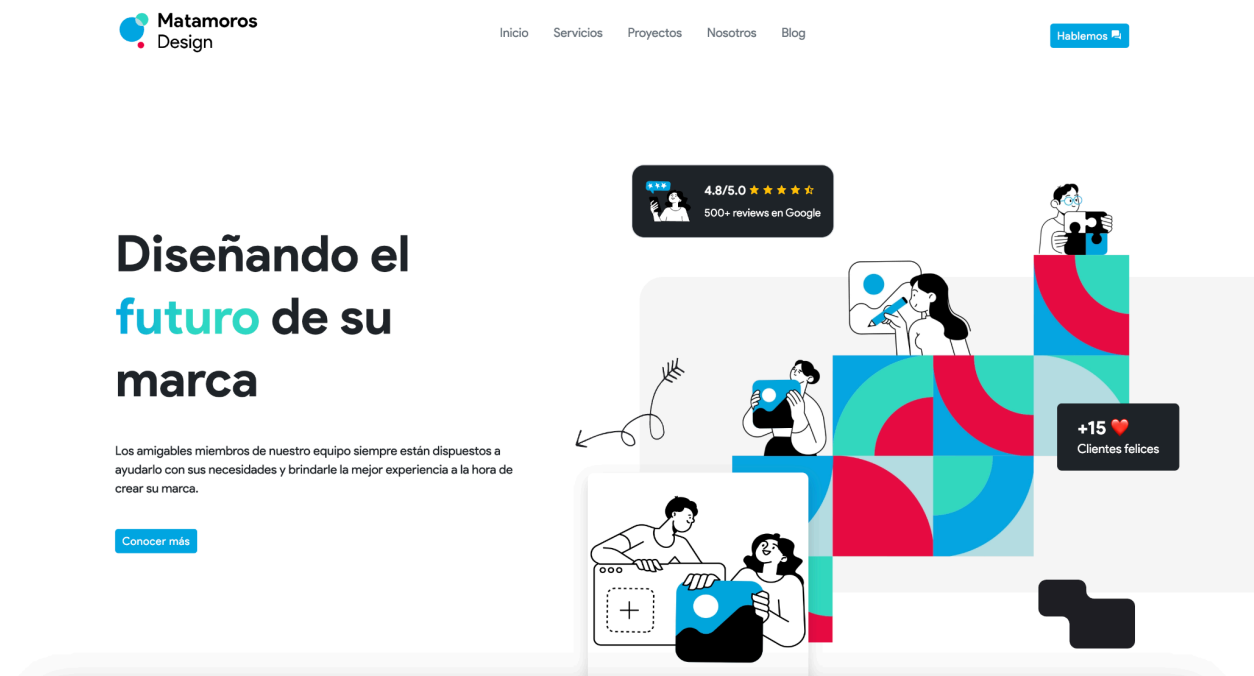 Matamoros
Design
Inicio
Servicios
Proyectos
Nosotros
Blog
Hablemos
4.8/5.0
500+ reviews en Google
Diseñando el
futuro de su
marca
Los amigables miembros de nuestro equipo siempre están dispuestos a
ayudarlo con sus necesidades y brindarle la mejor experiencia a la hora de
crear su marca.
Conocer más
+15 ❤️
Clientes felices